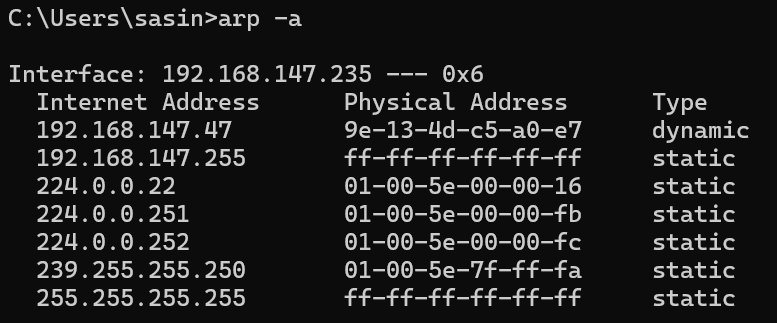 C:\Users\sasin>arp -a
Interface: 192.168.147.235 --- 0x6
Internet Address Physical Address Type
192.168.147.47 9e-13-4d-c5-a0-e7 dynamic
192.168.147.255 ff-ff-ff-ff-ff-ff static
224.0.0.22 01-00-5e-00-00-16 static
224.0.0.251 01-00-5e-00-00-fb static
224.0.0.252 01-00-5e-00-00-fc static
239.255.255.250 01-00-5e-7f-ff-fa static
255.255.255.255 ff-ff-ff-ff-ff-ff static